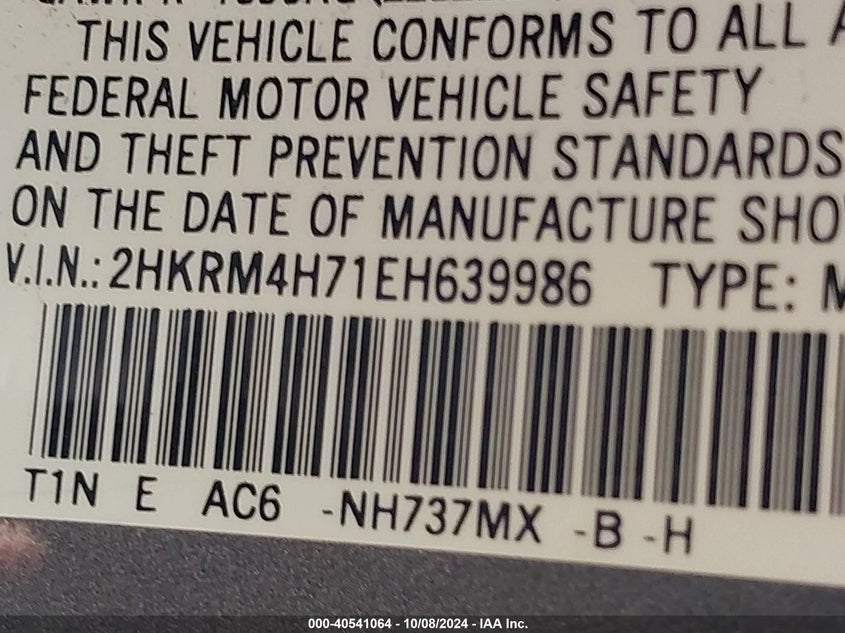 THIS VEHICLE CONFORMS TO ALL A
FEDERAL MOTOR VEHICLE SAFETY
AND THEFT PREVENTION STANDARDS
ON THE DATE OF MANUFACTURE SHO
V.I.N.: 2HKRM4H71EH639986 TYPE: M
T1N E AC6 -NH737MX -B -H
000-40541064 - 10/08/2024 - IAA Inc.